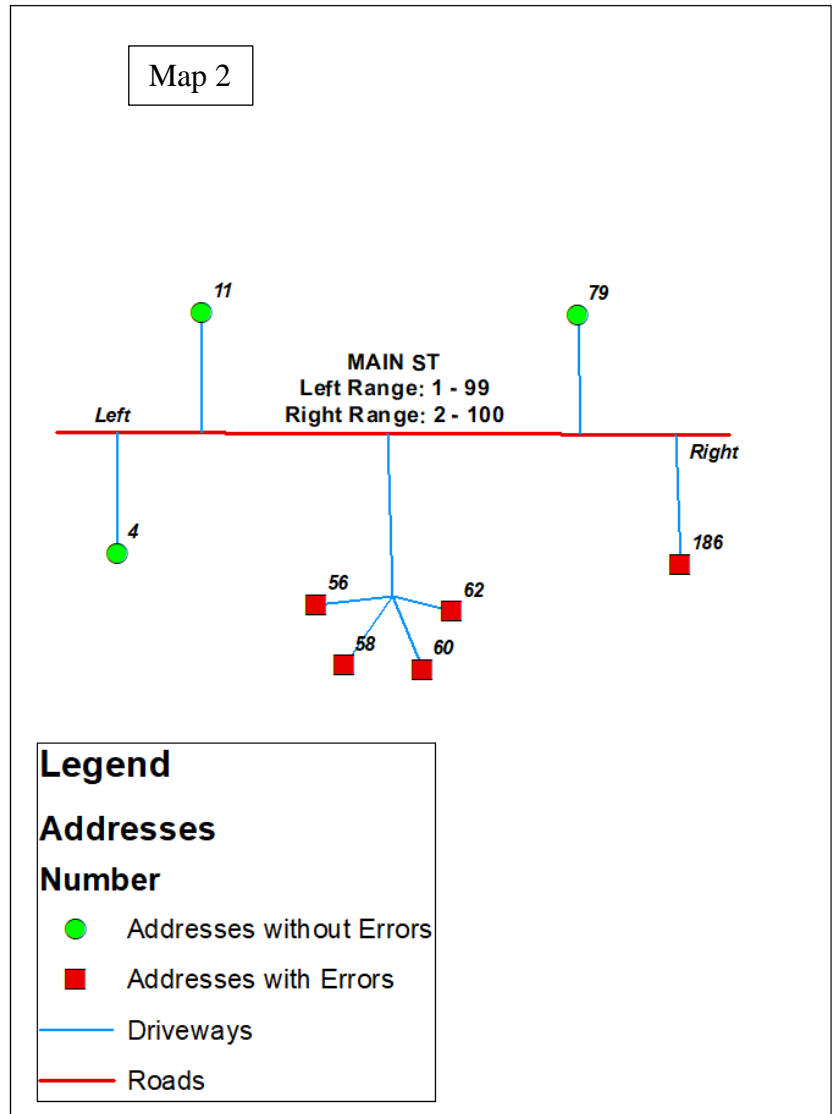 Map 2
11
79
MAIN ST
Left Range: 1 - 99
Left
Right Range: 2 - 100
Right
4
186
56
62
58
60
Legend
Addresses
Number
Addresses without Errors
Addresses with Errors
Driveways
Roads